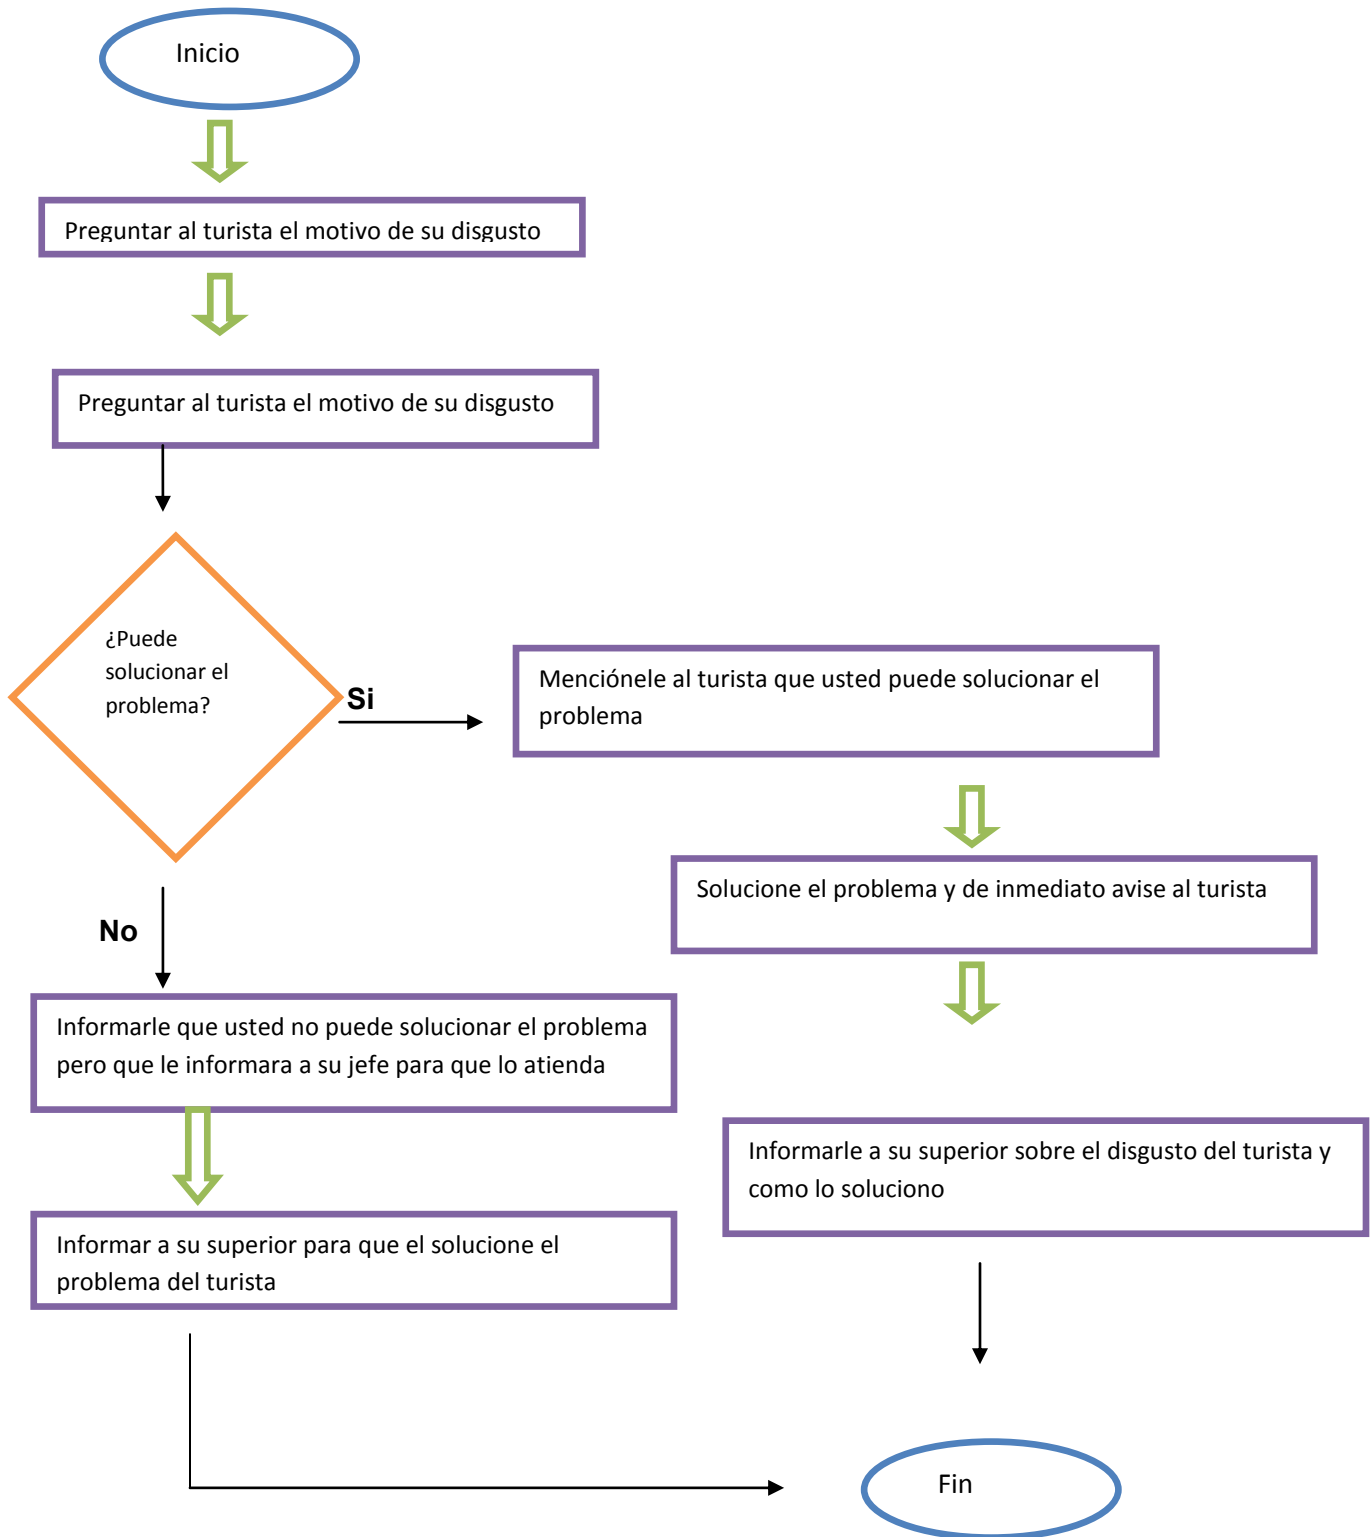 Inicio
Preguntar al turista el motivo de su disgusto
Preguntar al turista el motivo de su disgusto
¿Puede
solucionar el
problema?
Si
Menciónele al turista que usted puede solucionar el
problema
Solucione el problema y de inmediato avise al turista
No
Informarle que usted no puede solucionar el problema
pero que le informara a su jefe para que lo atienda
Informarle a su superior sobre el disgusto del turista y
como lo soluciono
Informar a su superior para que el solucione el
problema del turista
Fin